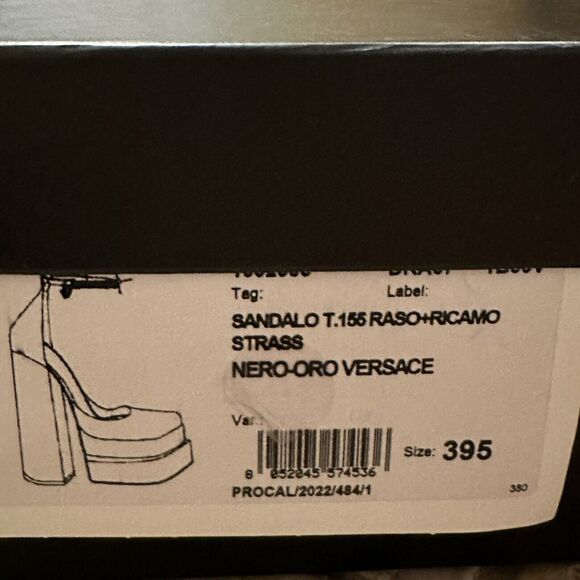 Tag: Label:
SANDALO T.155 RASO+RICAMO
STRASS
NERO-ORO VERSACE
Var.:
Size: 395
8 052045 574536
PROCAL/2022/484/1
380